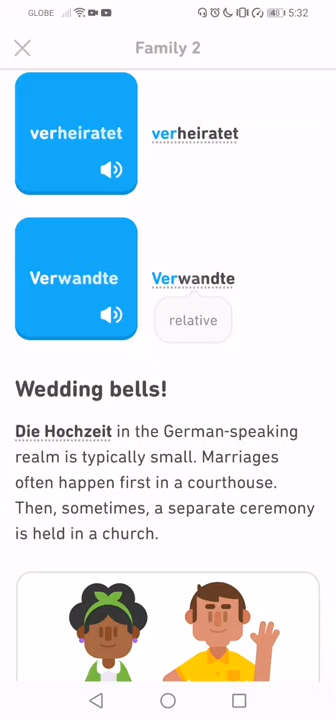 GLOBE 48 5:32
Family 2
verheiratet verheiratet
Verwandte Verwandte
relative
Wedding bells!
Die Hochzeit in the German-speaking
realm is typically small. Marriages
often happen first in a courthouse.
Then, sometimes, a separate ceremony
is held in a church.